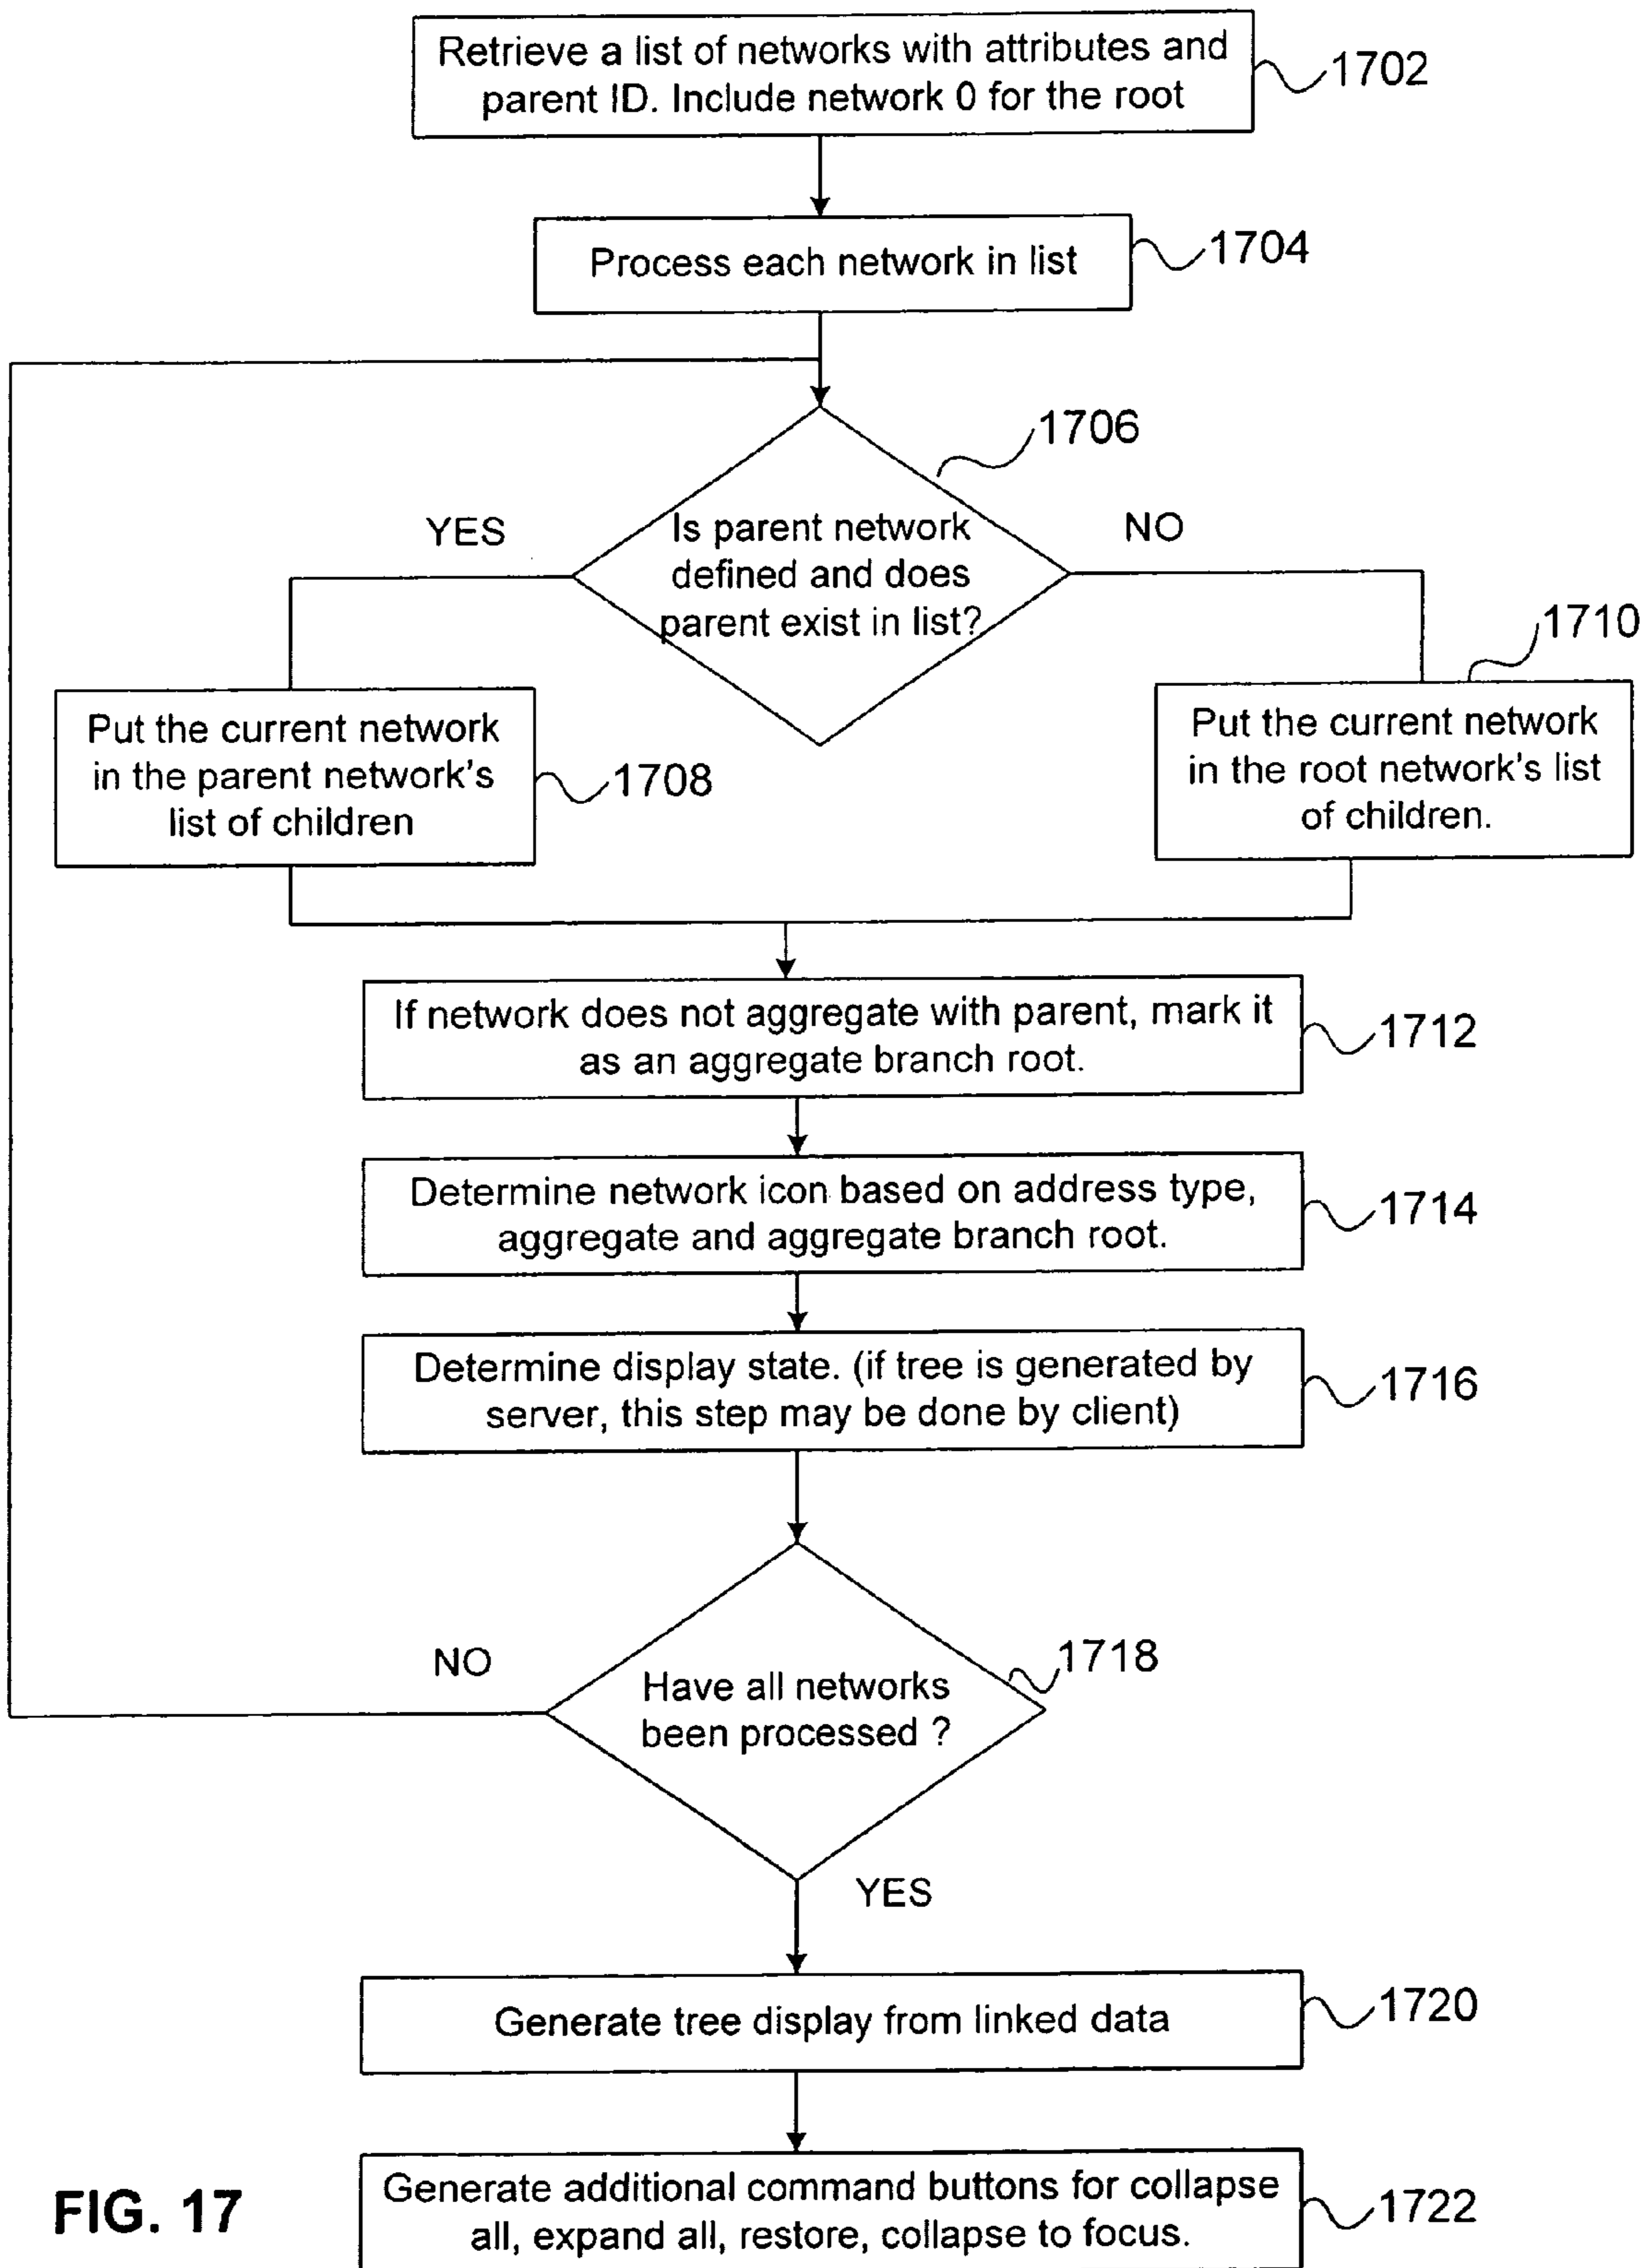 Retrieve a list of networks with attributes and
parent ID. Include network 0 for the root
1702
Process each network in list
1704
1706
YES
NO
Is parent network
defined and does
parent exist in list?
1710
Put the current network
in the parent network's
list of children
1708
Put the current network
in the root network's list
of children.
If network does not aggregate with parent, mark it
as an aggregate branch root.
1712
Determine network icon based on address type,
aggregate and aggregate branch root.
1714
Determine display state. (if tree is generated by
server, this step may be done by client)
1716
NO
1718
Have all networks
been processed ?
YES
Generate tree display from linked data
1720
Generate additional command buttons for collapse
all, expand all, restore, collapse to focus.
1722
FIG. 17